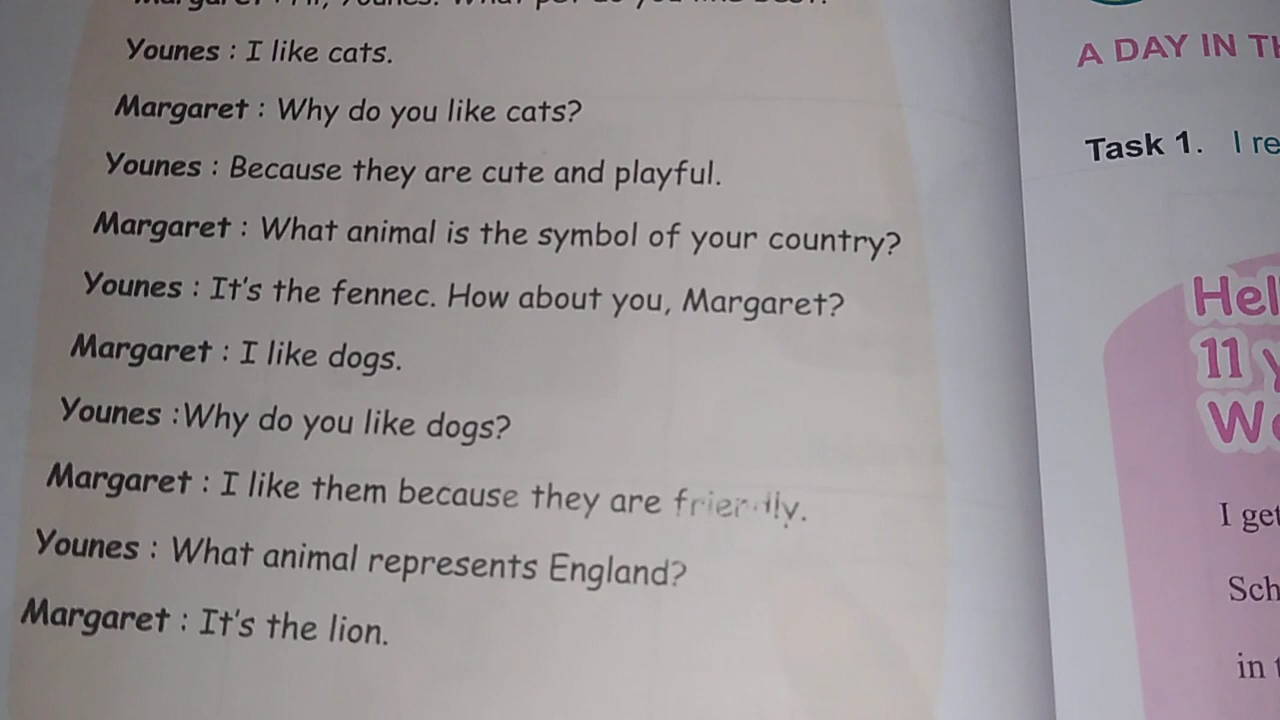 Younes : I like cats.
Margaret : Why do you like cats?
Younes : Because they are cute and playful.
Margaret : What animal is the symbol of your country?
Younes : It's the fennec. How about you, Margaret?
Margaret : I like dogs.
Younes :Why do you like dogs?
Margaret : I like them because they are friendly.
Younes : What animal represents England?
Margaret : It's the lion.
A DAY IN
Task 1. I
11
I get
in